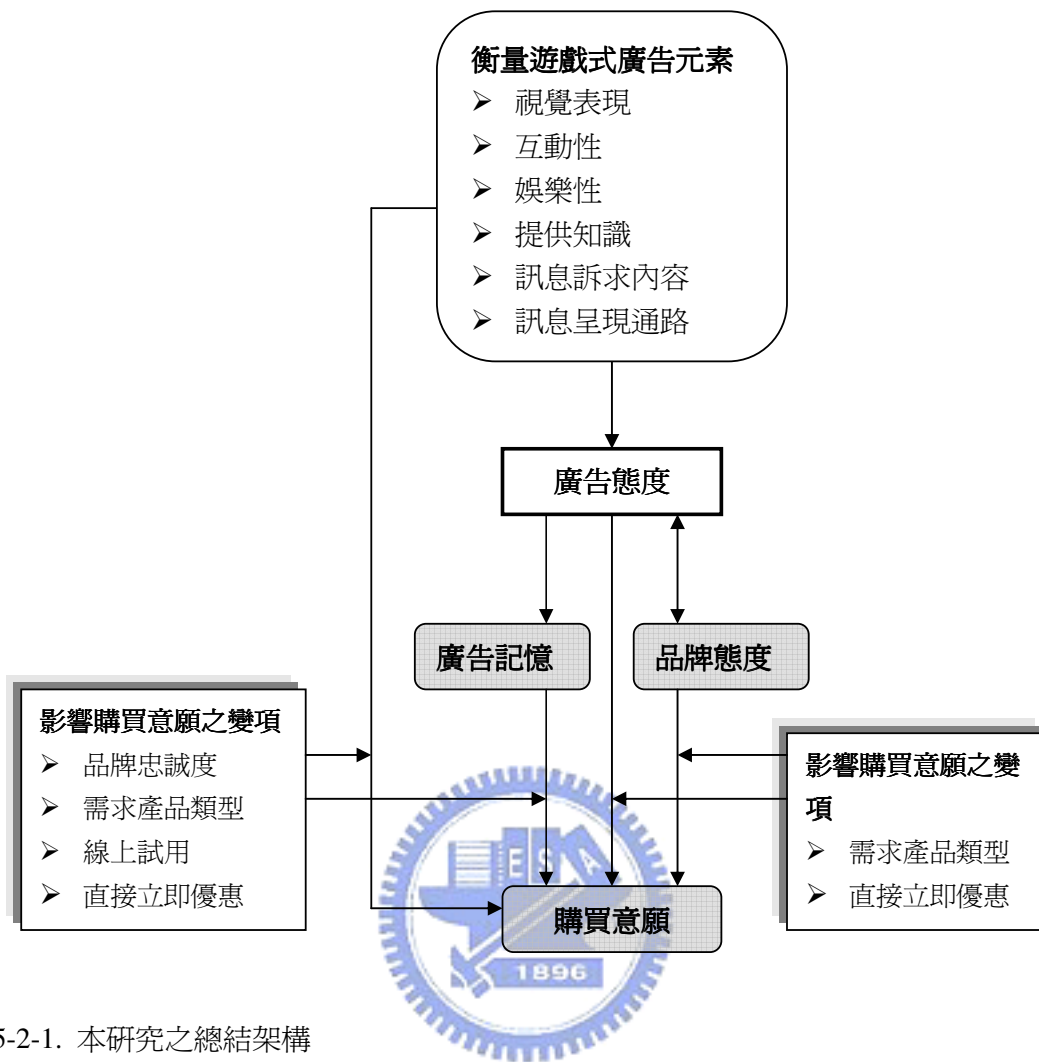 衡量遊戲式廣告元素
➢ 視覺表現
➢ 互動性
➢ 娛樂性
➢ 提供知識
➢ 訊息訴求內容
➢ 訊息呈現通路
廣告態度
廣告記憶
品牌態度
影響購買意願之變項
➢ 品牌忠誠度
➢ 需求產品類型
➢ 線上試用
➢ 直接立即優惠
影響購買意願之變
項
➢ 需求產品類型
➢ 直接立即優惠
E S A
購買意願
1896
5-2-1. 本研究之總結架構